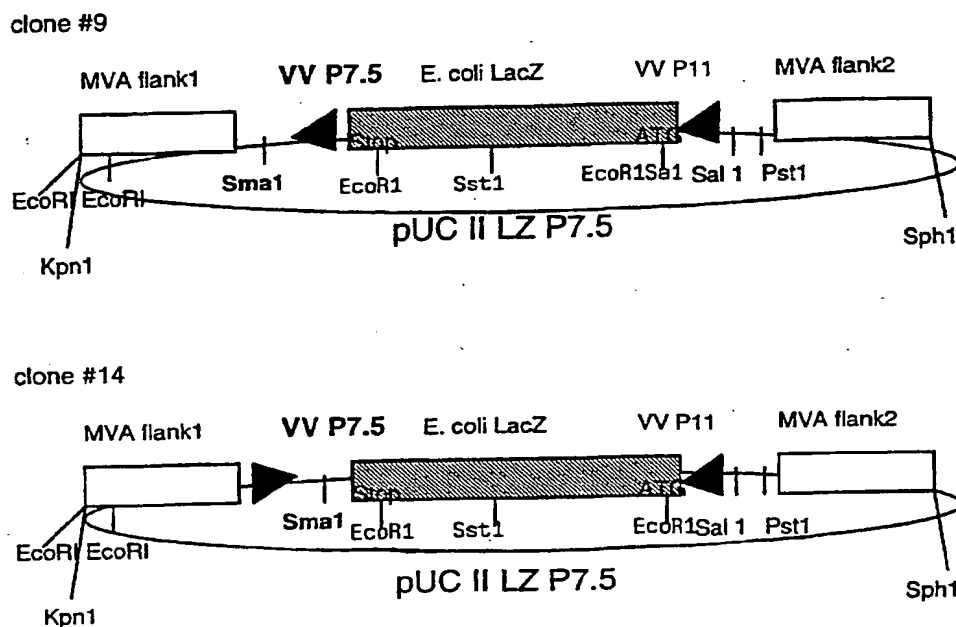 clone #9
MVA flank1 VV P7.5 E. coli LacZ VV P11 MVA flank2
Stop ATG
EcoRI EcoRI Sma1 EcoR1 Sst1 EcoR1Sa1 Sal 1 Pst1
pUC II LZ P7.5
Kpn1 Sph1
clone #14
MVA flank1 VV P7.5 E. coli LacZ VV P11 MVA flank2
Stop ATG
Sma1 EcoR1 Sst1 EcoR1 Sal 1 Pst1
EcoRI EcoRI
pUC II LZ P7.5
Kpn1 Sph1